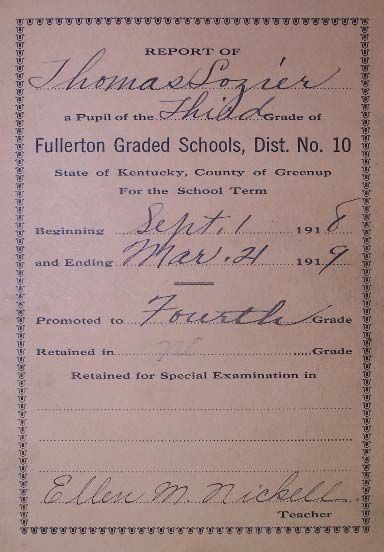 REPORT OF
Thomas Lozier
a Pupil of the Third Grade of
Fullerton Graded Schools, Dist. No. 10
State of Kentucky, County of Greenup
For the School Term
Beginning Sept. 1 1918
and Ending Mar. 21 1919
Promoted to Fourth Grade
Retained in Grade
Retained for Special Examination in
Ellen M. Nickell
Teacher